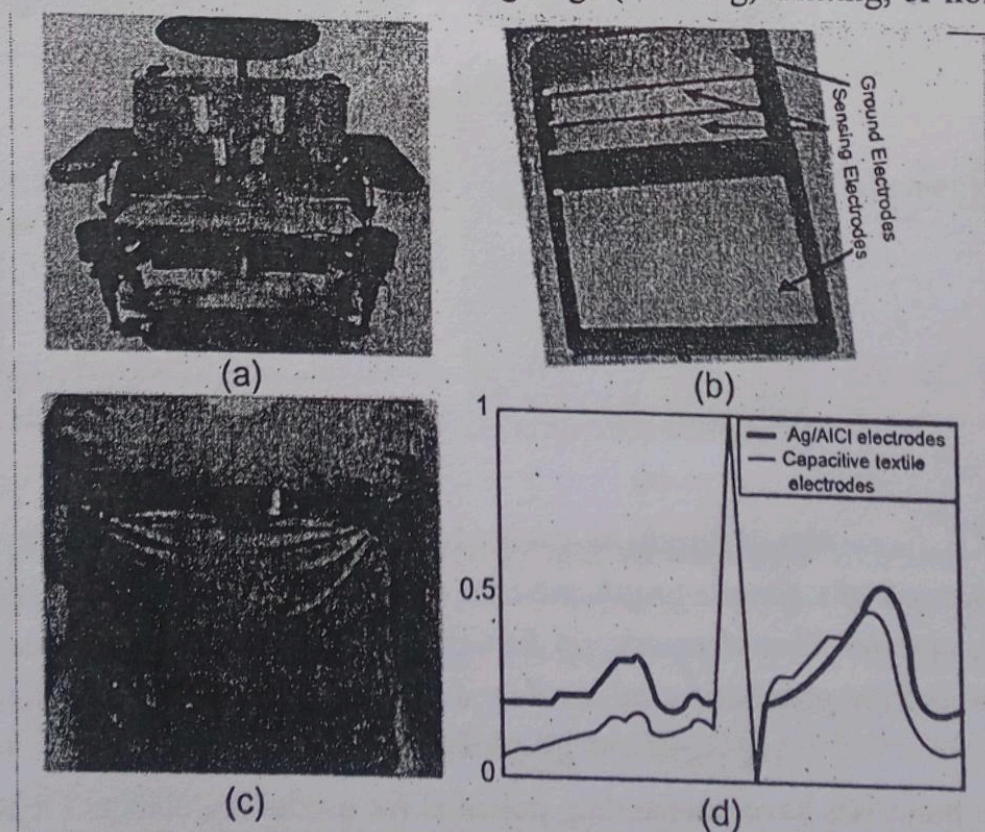 (a)
Ground Electrodes
Sensing Electrodes
(b)
(c)
1
0.5
0
Ag/AlCl electrodes
Capacitive textile
electrodes
(d)